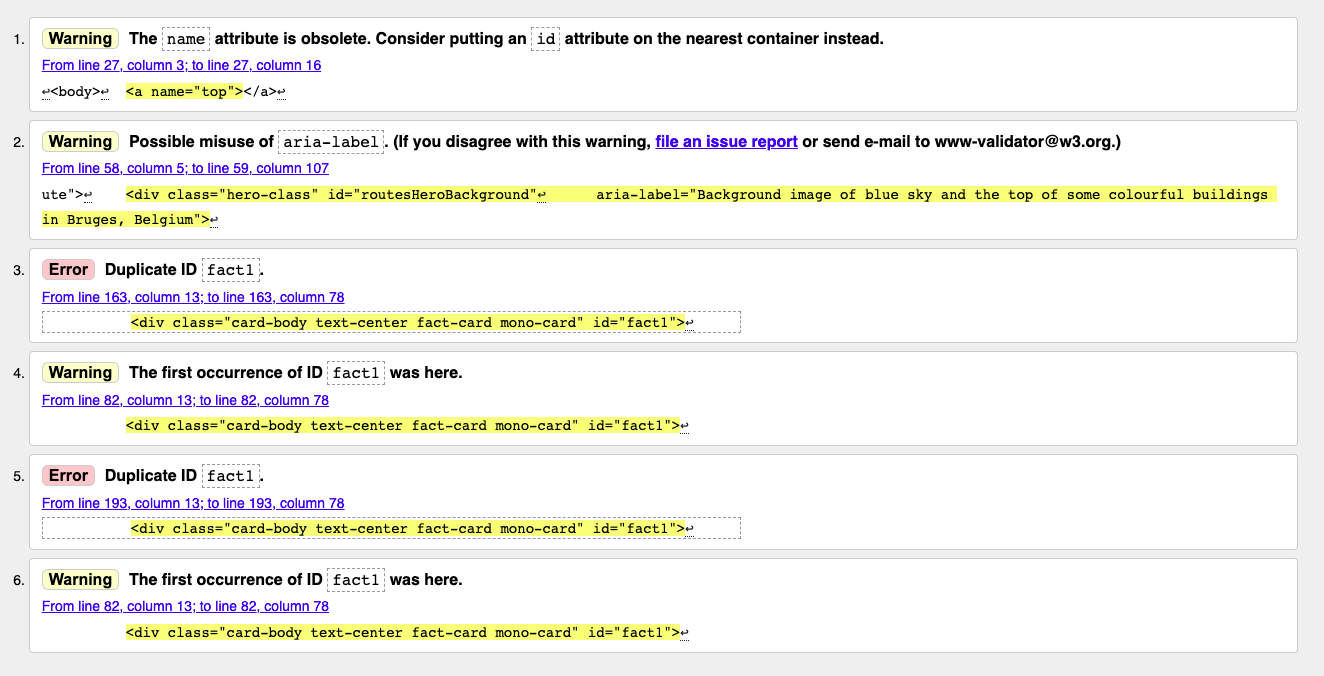 1. Warning The name attribute is obsolete. Consider putting an id attribute on the nearest container instead.
From line 27, column 3; to line 27, column 16
↩<body>↩  <a name="top"></a>↩
2. Warning Possible misuse of aria-label. (If you disagree with this warning, file an issue report or send e-mail to www-validator@w3.org.)
From line 58, column 5; to line 59, column 107
ute">↩    <div class="hero-class" id="routesHeroBackground"↩      aria-label="Background image of blue sky and the top of some colourful buildings
in Bruges, Belgium">↩
3. Error Duplicate ID fact1.
From line 163, column 13; to line 163, column 78
<div class="card-body text-center fact-card mono-card" id="fact1">↩
4. Warning The first occurrence of ID fact1 was here.
From line 82, column 13; to line 82, column 78
<div class="card-body text-center fact-card mono-card" id="fact1">↩
5. Error Duplicate ID fact1.
From line 193, column 13; to line 193, column 78
<div class="card-body text-center fact-card mono-card" id="fact1">↩
6. Warning The first occurrence of ID fact1 was here.
From line 82, column 13; to line 82, column 78
<div class="card-body text-center fact-card mono-card" id="fact1">↩